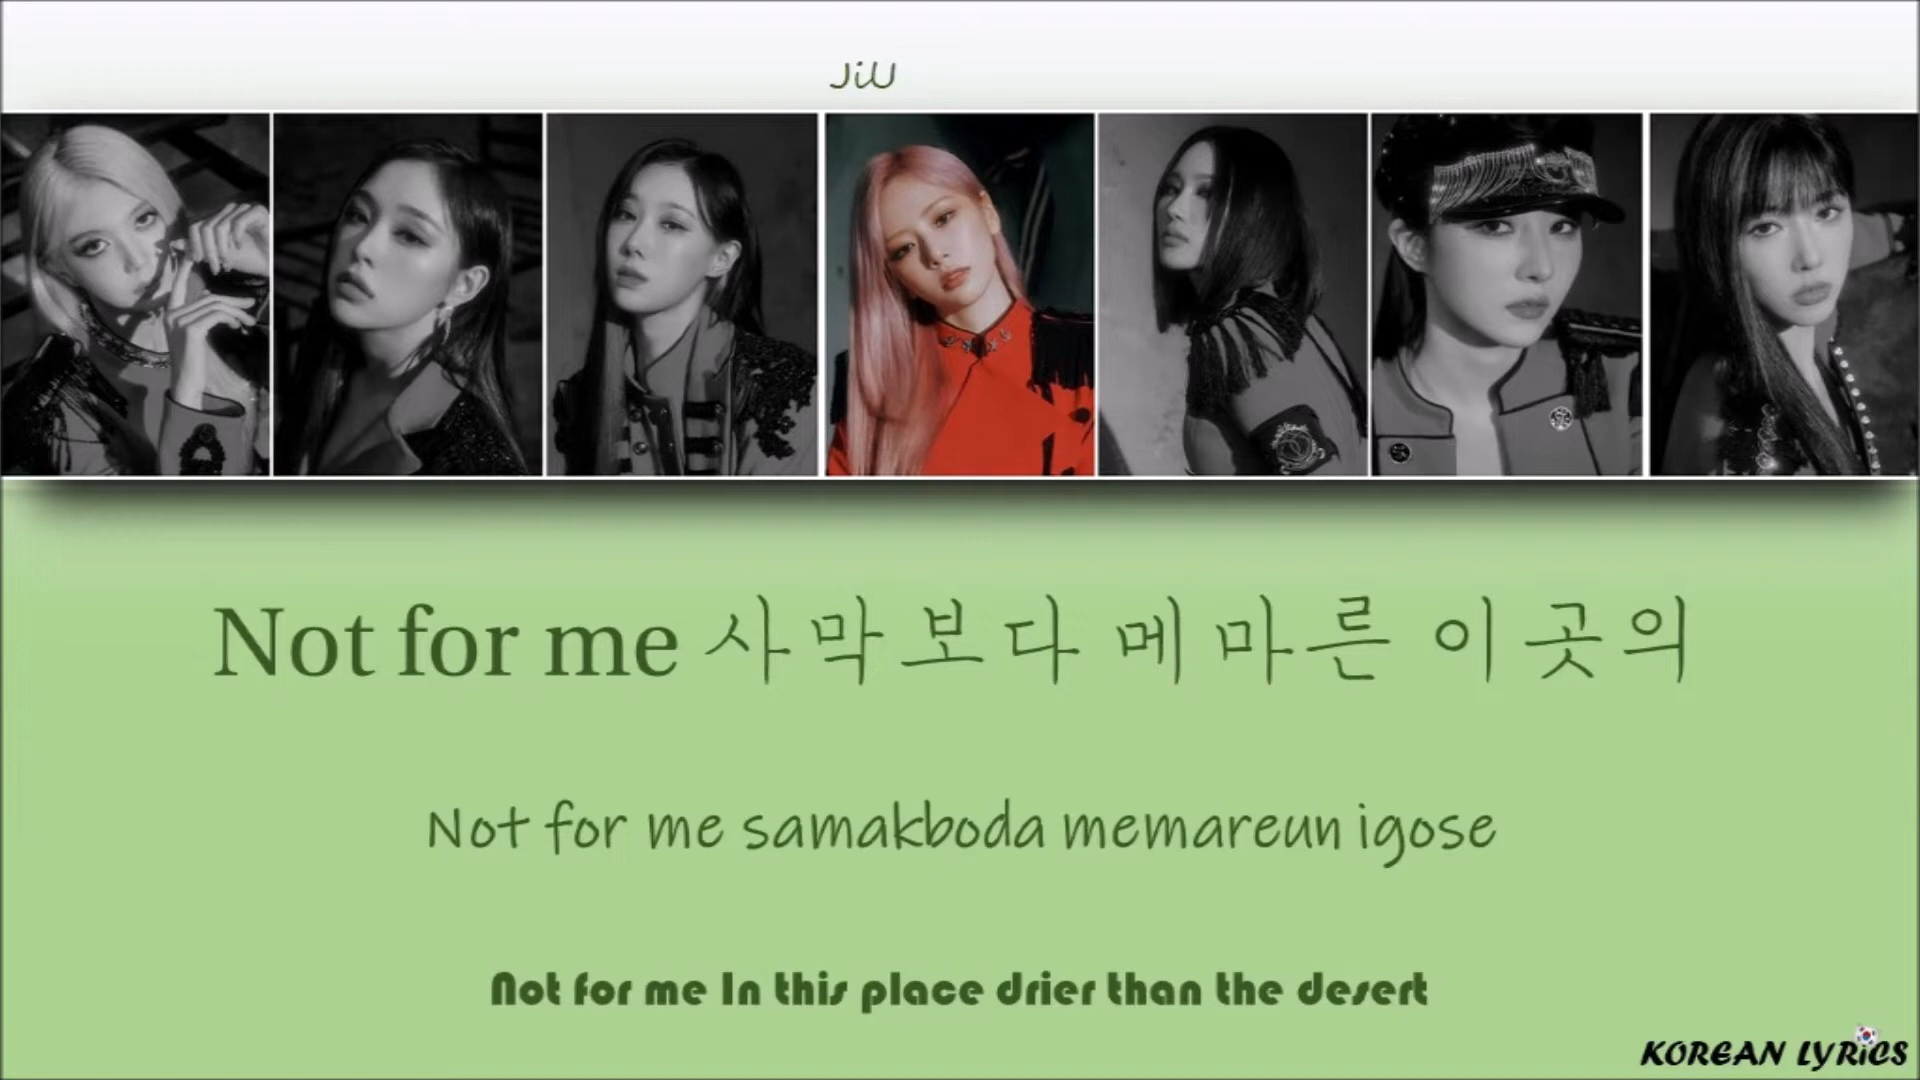 JiU
Not for me 사막보다 메마른 이곳의
Not for me samakboda memareun igose
Not for me In this place drier than the desert
KOREAN LYRiCS